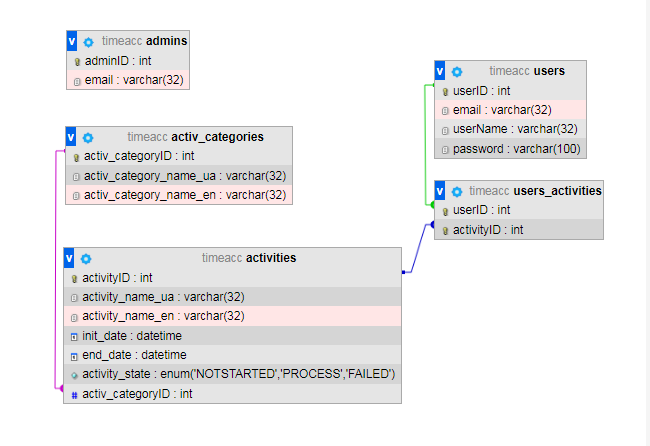 v timeacc admins
adminID : int
email : varchar(32)
v timeacc users
userID : int
email : varchar(32)
userName : varchar(32)
password : varchar(100)
v timeacc activ_categories
activ_categoryID : int
activ_category_name_ua : varchar(32)
activ_category_name_en : varchar(32)
v timeacc users_activities
userID : int
activityID : int
v timeacc activities
activityID : int
activity_name_ua : varchar(32)
activity_name_en : varchar(32)
init_date : datetime
end_date : datetime
activity_state : enum('NOTSTARTED','PROCESS','FAILED')
# activ_categoryID : int